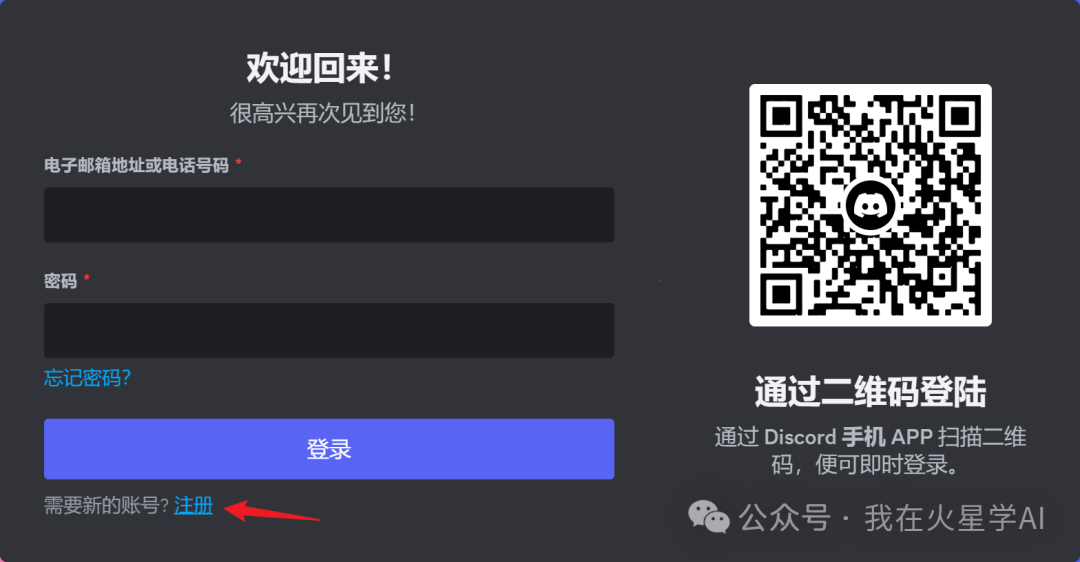 欢迎回来！
很高兴再次见到您！
电子邮箱地址或电话号码 *
密码 *
忘记密码？
登录
需要新的账号？注册
通过二维码登陆
通过 Discord 手机 APP 扫描二维
码，便可即时登录。
公众号 · 我在火星学AI